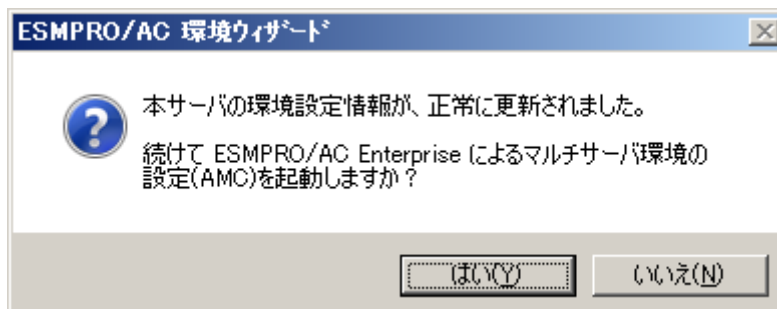 ESMPRO/AC 環境ウィザード
本サーバの環境設定情報が、正常に更新されました。
続けて ESMPRO/AC Enterprise によるマルチサーバ環境の
設定(AMC)を起動しますか?
はい(Y)
いいえ(N)